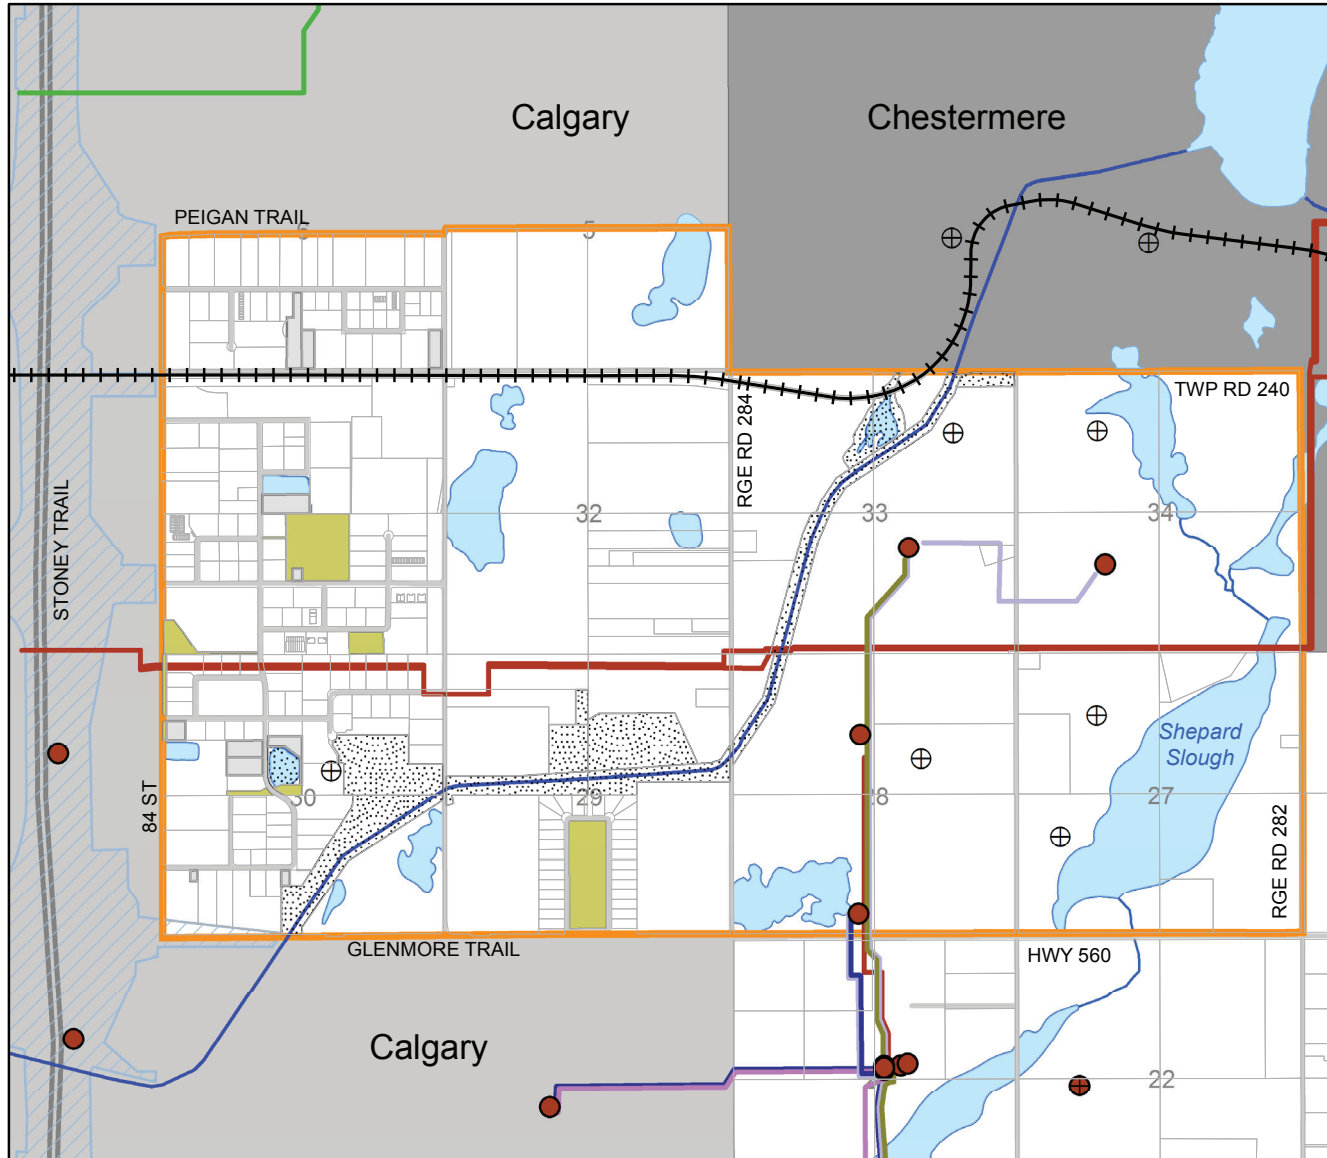 Calgary
Chestermere
PEIGAN TRAIL
6
5
TWP RD 240
RGE RD 284
STONEY TRAIL
32
33
34
Shepard
Slough
84 ST
30
29
28
27
RGE RD 282
GLENMORE TRAIL
HWY 560
Calgary
22